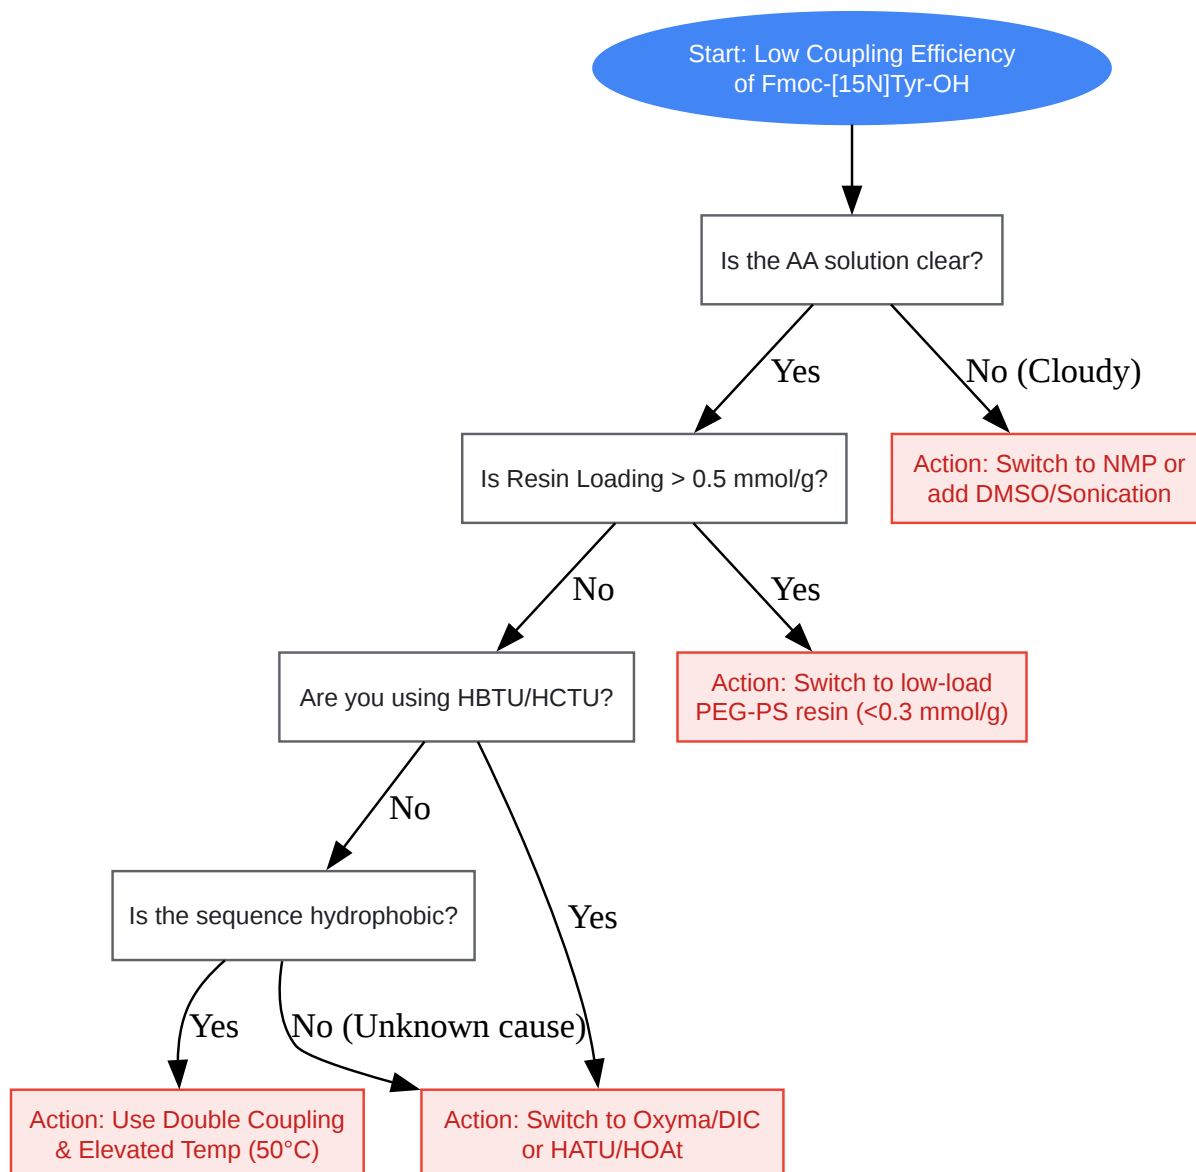 Start: Low Coupling Efficiency
of Fmoc-[15N]Tyr-OH
Is the AA solution clear?
Yes
No (Cloudy)
Is Resin Loading > 0.5 mmol/g?
Action: Switch to NMP or
add DMSO/Sonication
No
Yes
Are you using HBTU/HCTU?
Action: Switch to low-load
PEG-PS resin (<0.3 mmol/g)
No
Is the sequence hydrophobic?
Yes
Yes
No (Unknown cause)
Action: Use Double Coupling
& Elevated Temp (50°C)
Action: Switch to Oxyma/DIC
or HATU/HOAt